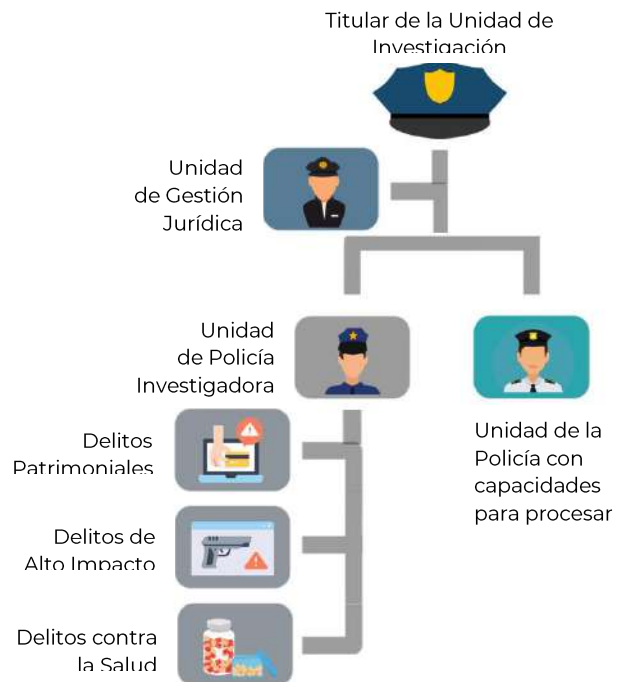 Titular de la Unidad de
Investigación
Unidad
de Gestión
Jurídica
Unidad
de Policía
Investigadora
Unidad de la
Policía con
capacidades
para procesar
Delitos
Patrimoniales
Delitos de
Alto Impacto
Delitos contra
la Salud